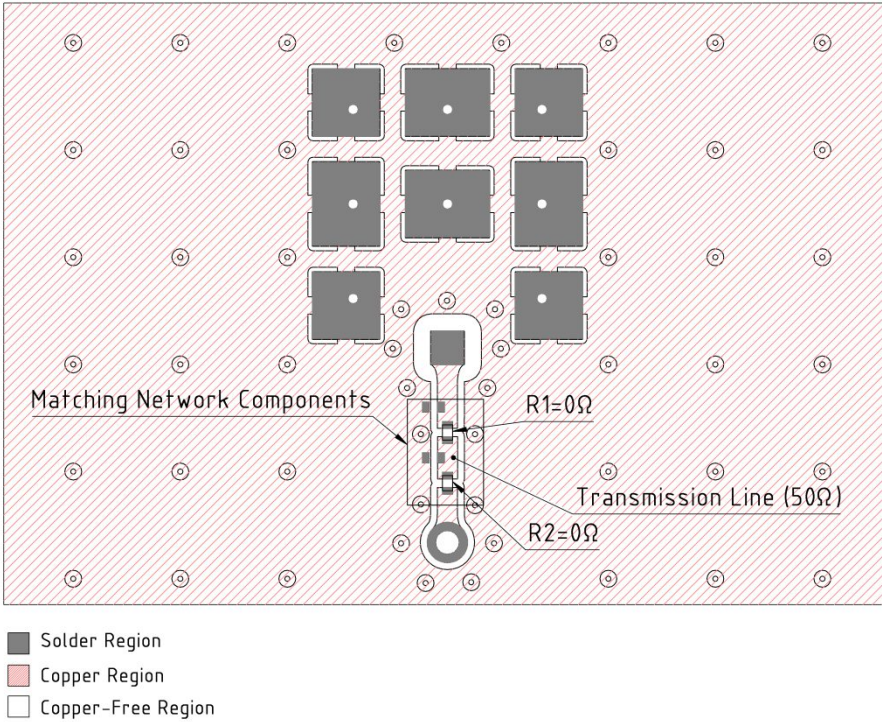 Matching Network Components
R1=0Ω
Transmission Line (50Ω)
R2=0Ω
Solder Region
Copper Region
Copper-Free Region